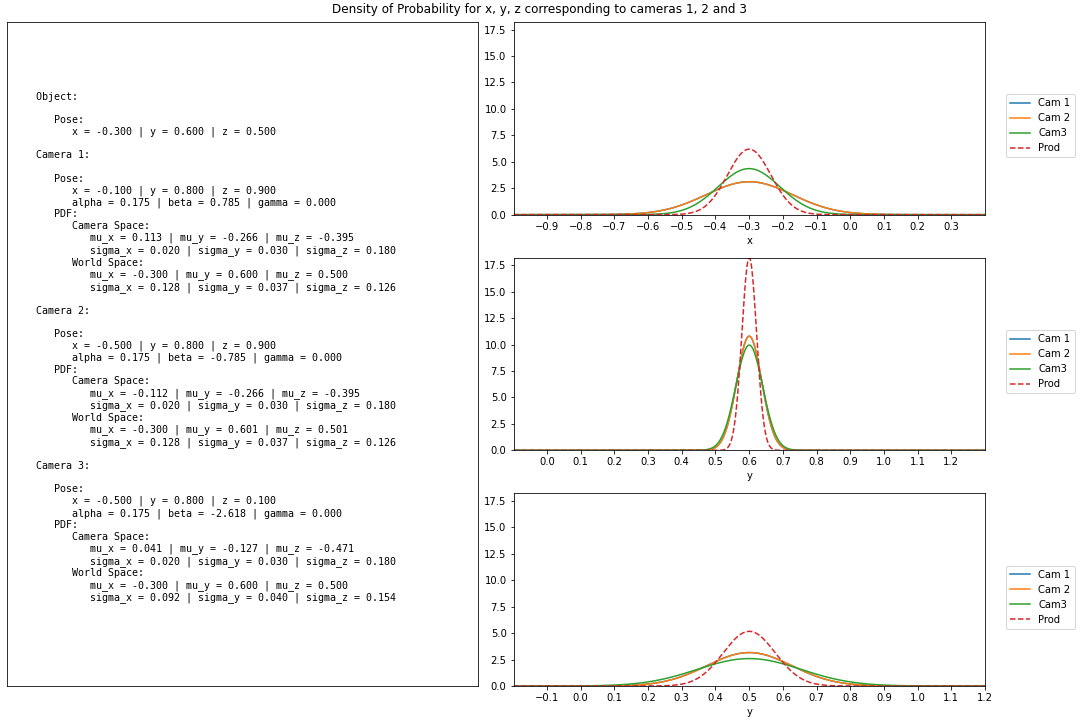 Density of Probability for x, y, z corresponding to cameras 1, 2 and 3
Object:
Pose:
x = -0.300 | y = 0.600 | z = 0.500
Camera 1:
Pose:
x = -0.100 | y = 0.800 | z = 0.900
alpha = 0.175 | beta = 0.785 | gamma = 0.000
PDF:
Camera Space:
mu_x = 0.113 | mu_y = -0.266 | mu_z = -0.395
sigma_x = 0.020 | sigma_y = 0.030 | sigma_z = 0.180
World Space:
mu_x = -0.300 | mu_y = 0.600 | mu_z = 0.500
sigma_x = 0.128 | sigma_y = 0.037 | sigma_z = 0.126
Camera 2:
Pose:
x = -0.500 | y = 0.800 | z = 0.900
alpha = 0.175 | beta = -0.785 | gamma = 0.000
PDF:
Camera Space:
mu_x = -0.112 | mu_y = -0.266 | mu_z = -0.395
sigma_x = 0.020 | sigma_y = 0.030 | sigma_z = 0.180
World Space:
mu_x = -0.300 | mu_y = 0.601 | mu_z = 0.501
sigma_x = 0.128 | sigma_y = 0.037 | sigma_z = 0.126
Camera 3:
Pose:
x = -0.500 | y = 0.800 | z = 0.100
alpha = 0.175 | beta = -2.618 | gamma = 0.000
PDF:
Camera Space:
mu_x = 0.041 | mu_y = -0.127 | mu_z = -0.471
sigma_x = 0.020 | sigma_y = 0.030 | sigma_z = 0.180
World Space:
mu_x = -0.300 | mu_y = 0.600 | mu_z = 0.500
sigma_x = 0.092 | sigma_y = 0.040 | sigma_z = 0.154
17.5
15.0
12.5
10.0
7.5
5.0
2.5
0.0
−0.9 −0.8 −0.7 −0.6 −0.5 −0.4 −0.3 −0.2 −0.1 0.0 0.1 0.2 0.3
x
Cam 1
Cam 2
Cam3
Prod
17.5
15.0
12.5
10.0
7.5
5.0
2.5
0.0
0.0 0.1 0.2 0.3 0.4 0.5 0.6 0.7 0.8 0.9 1.0 1.1 1.2
y
Cam 1
Cam 2
Cam3
Prod
17.5
15.0
12.5
10.0
7.5
5.0
2.5
0.0
−0.1 0.0 0.1 0.2 0.3 0.4 0.5 0.6 0.7 0.8 0.9 1.0 1.1 1.2
y
Cam 1
Cam 2
Cam3
Prod